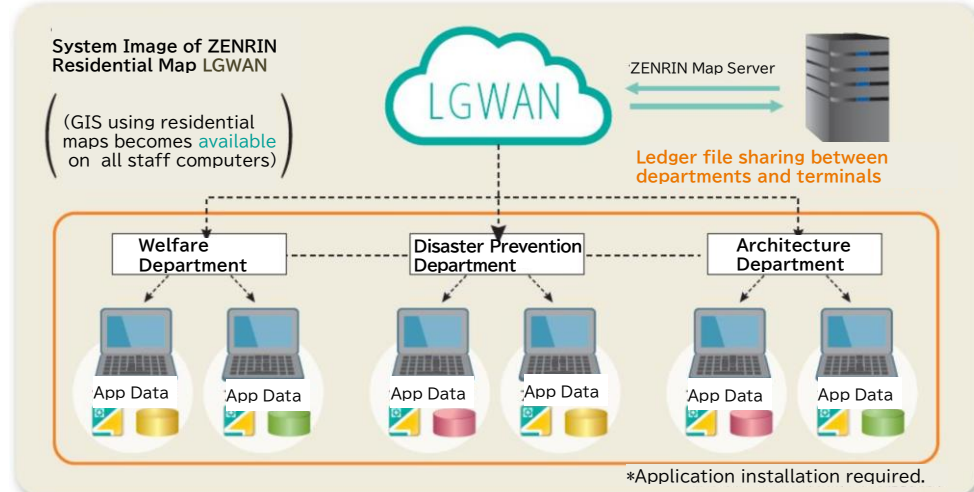 System Image of ZENRIN
Residential Map LGWAN
(GIS using residential
maps becomes available
on all staff computers)
LGWAN
ZENRIN Map Server
Ledger file sharing between
departments and terminals
Welfare
Department
Disaster Prevention
Department
Architecture
Department
App Data
App Data
App Data
App Data
App Data
App Data
*Application installation required.